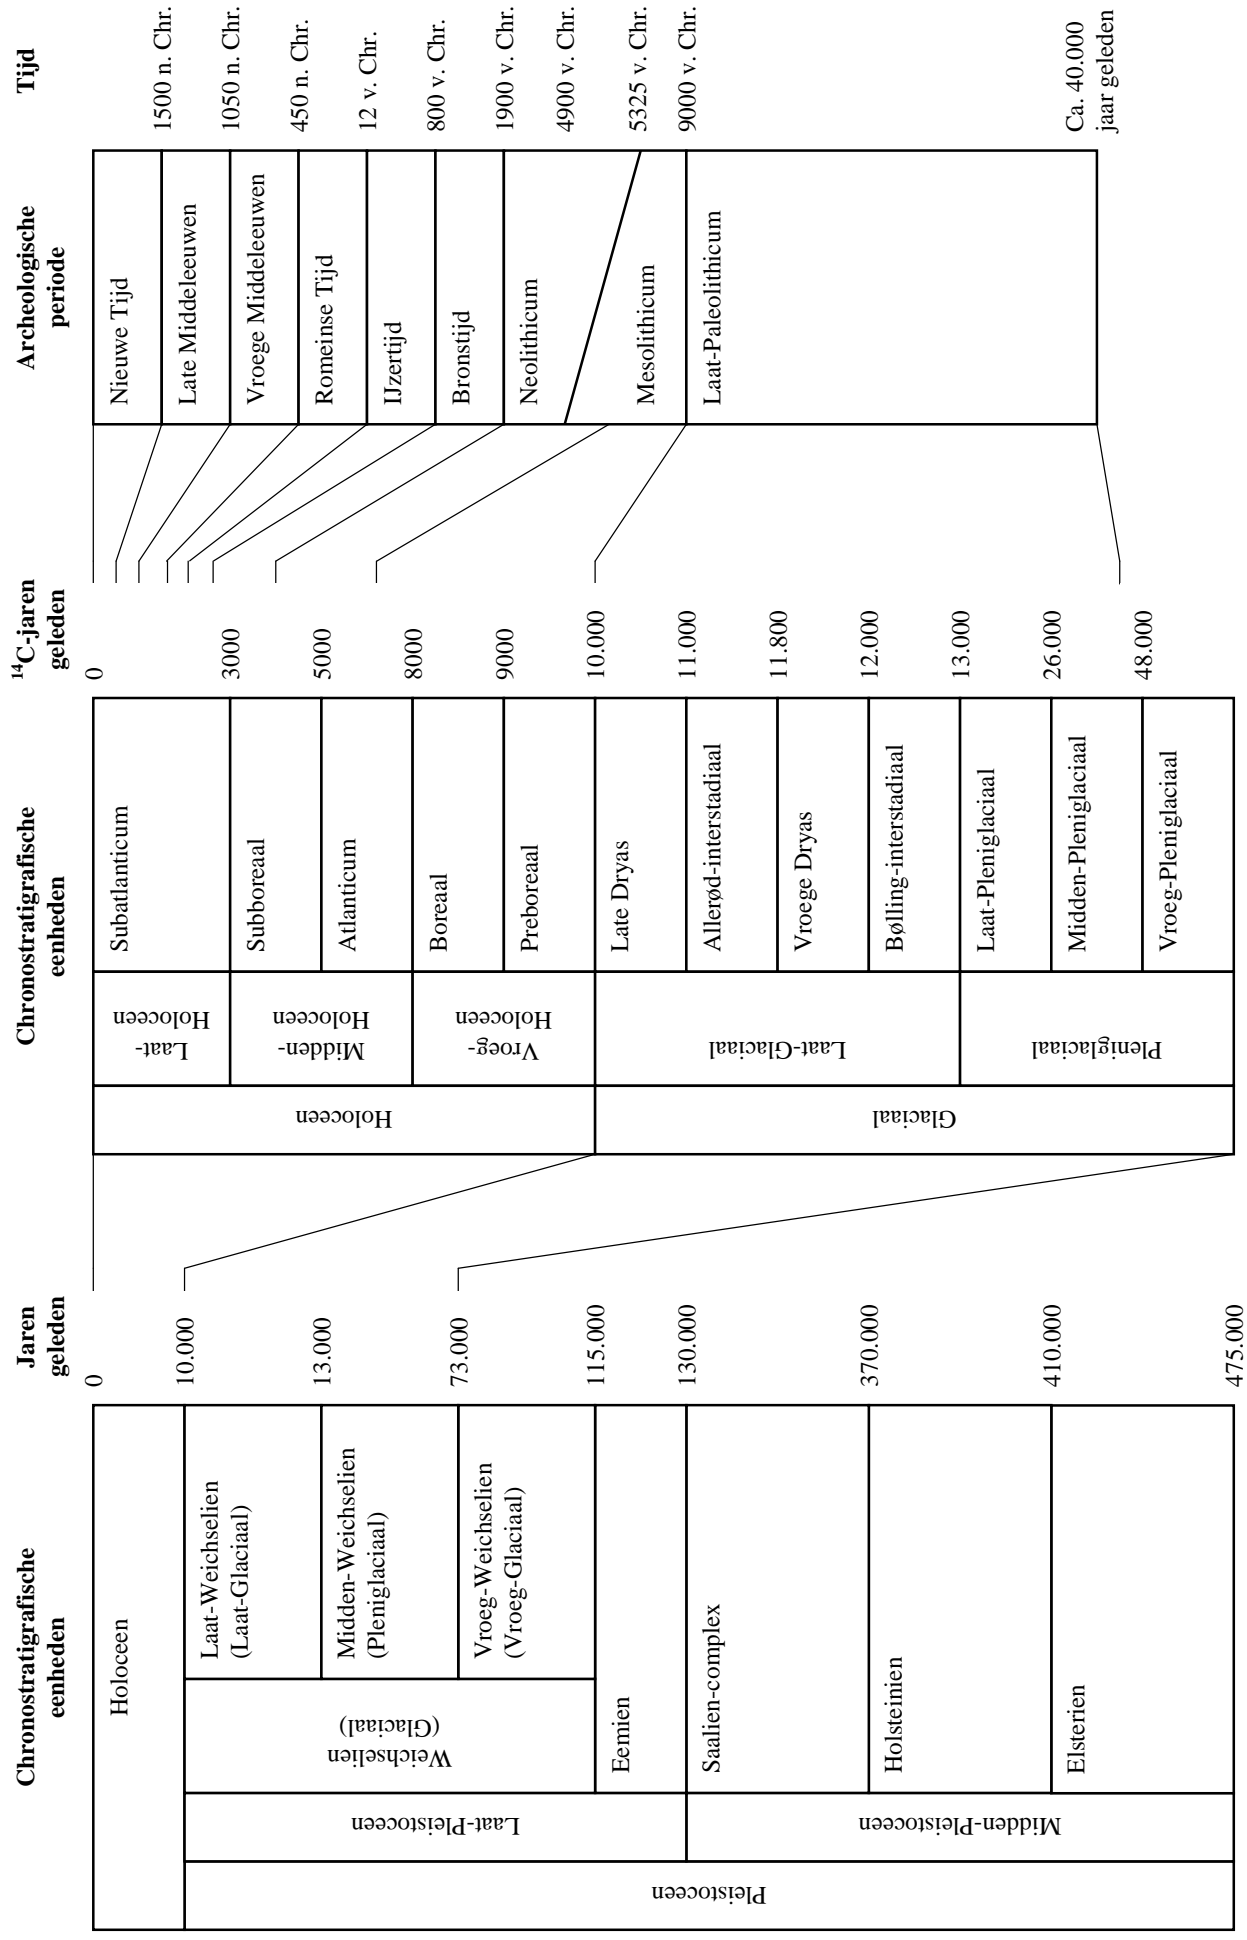 Chronostratigrafische
eenheden
Jaren
geleden
Chronostratigrafische
eenheden
14C-jaren
geleden
Archeologische
periode
Tijd
Pleistoceen
Laat-Pleistoceen
Midden-Pleistoceen
Weichselien
(Glaciaal)
Holoceen
Laat-Weichselien
(Laat-Glaciaal)
Midden-Weichselien
(Pleniglaciaal)
Vroeg-Weichselien
(Vroeg-Glaciaal)
Eemien
Saalien-complex
Holsteinien
Elsterien
0
10.000
13.000
73.000
115.000
130.000
370.000
410.000
475.000
Holoceen
Glaciaal
Laat-
Holoceen
Midden-
Holoceen
Vroeg-
Holoceen
Laat-Glaciaal
Pleniglaciaal
Subatlanticum
Subboreaal
Atlanticum
Boreaal
Preboreaal
Late Dryas
Allerød-interstadiaal
Vroege Dryas
Bølling-interstadiaal
Laat-Pleniglaciaal
Midden-Pleniglaciaal
Vroeg-Pleniglaciaal
0
3000
5000
8000
9000
10.000
11.000
11.800
12.000
13.000
26.000
48.000
Nieuwe Tijd
Late Middeleeuwen
Vroege Middeleeuwen
Romeinse Tijd
IJzertijd
Bronstijd
Neolithicum
Mesolithicum
Laat-Paleolithicum
1500 n. Chr.
1050 n. Chr.
450 n. Chr.
12 v. Chr.
800 v. Chr.
1900 v. Chr.
4900 v. Chr.
5325 v. Chr.
9000 v. Chr.
Ca. 40.000
jaar geleden